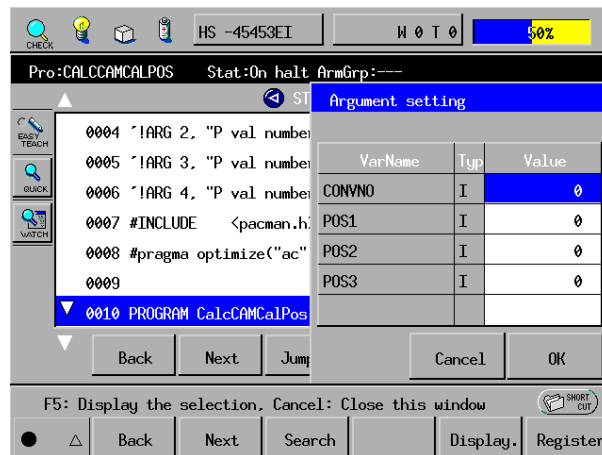 CHECK
HS -45453EI
W 0 T 0
50%
Pro:CALCCAMCALPOS Stat:On halt ArmGrp:---
ST
Argument setting
EASY TEACH
QUICK
WATCH
0004 ´!ARG 2, "P val number
0005 ´!ARG 3, "P val number
0006 ´!ARG 4, "P val number
0007 #INCLUDE <pacman.h
0008 #pragma optimize("ac"
0009
0010 PROGRAM CalcCAMCalPos
VarName Typ Value
CONVNO I 0
POS1 I 0
POS2 I 0
POS3 I 0
Back Next Jump
Cancel OK
F5: Display the selection, Cancel: Close this window
SHORT CUT
Back Next Search Display. Register